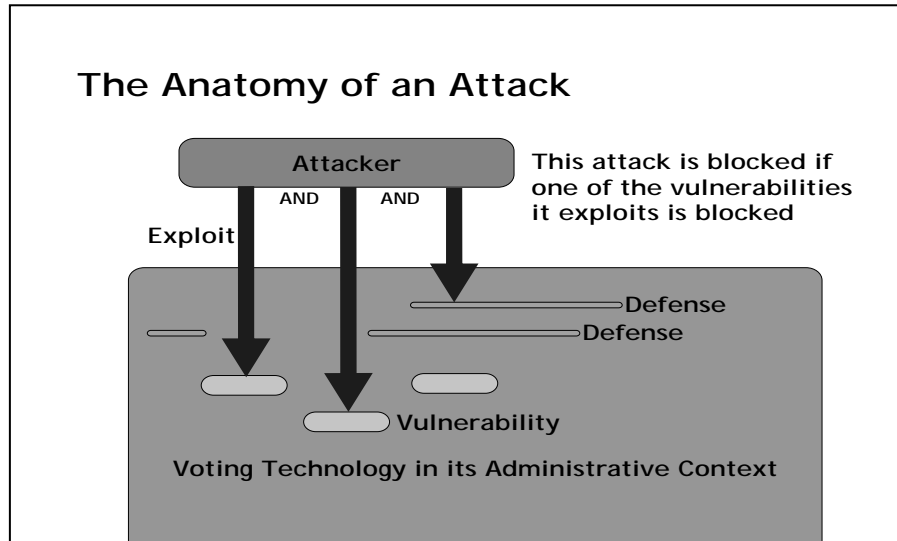 The Anatomy of an Attack
Attacker
This attack is blocked if
one of the vulnerabilities
it exploits is blocked
AND AND
Exploit
Defense
Defense
Vulnerability
Voting Technology in its Administrative Context